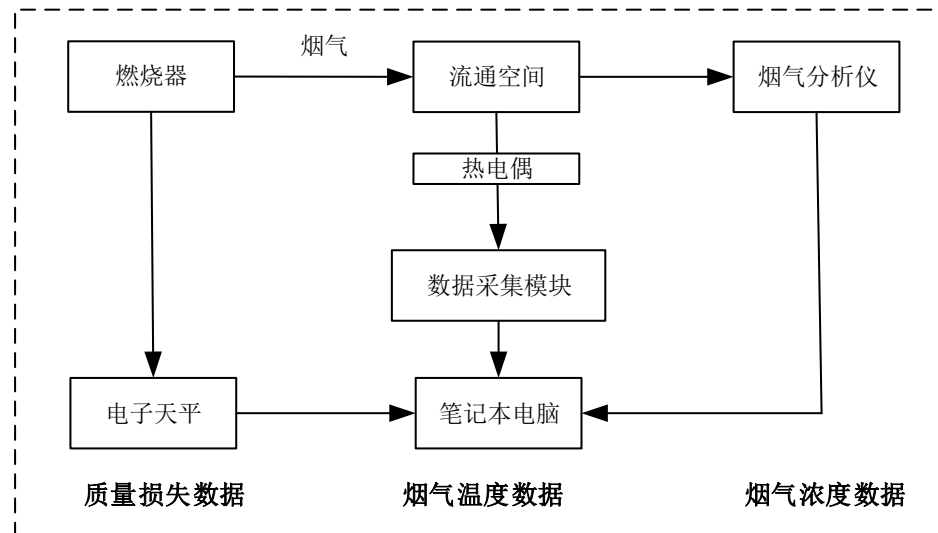 烟气
燃烧器
流通空间
烟气分析仪
热电偶
数据采集模块
电子天平
笔记本电脑
质量损失数据
烟气温度数据
烟气浓度数据